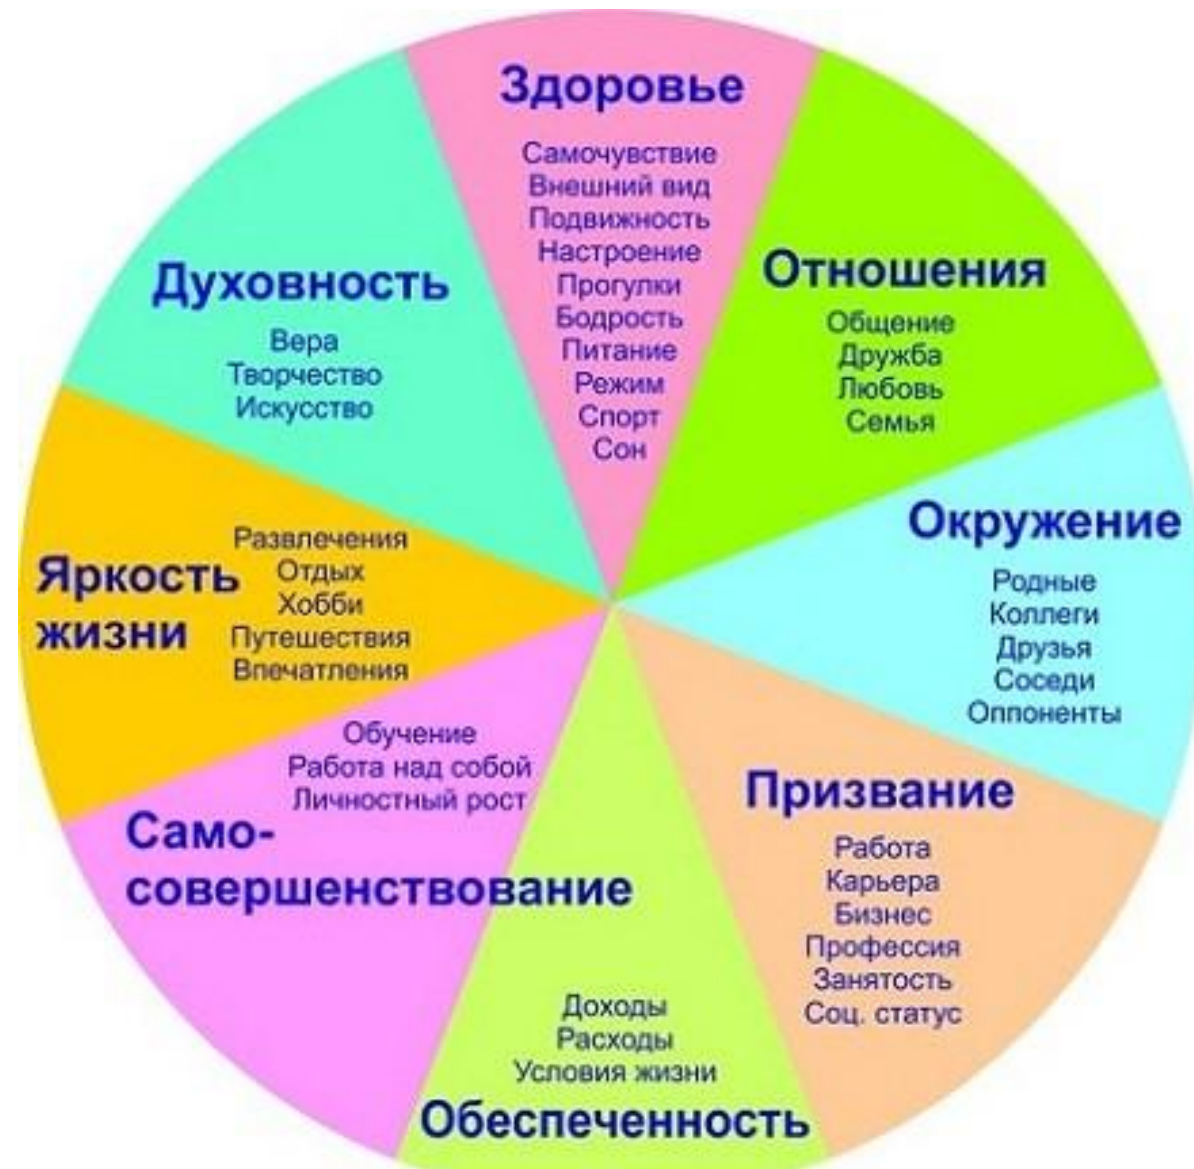 Здоровье
Самочувствие
Внешний вид
Подвижность
Настроение
Прогулки
Бодрость
Питание
Режим
Спорт
Сон
Отношения
Общение
Дружба
Любовь
Семья
Окружение
Родные
Коллеги
Друзья
Соседи
Оппоненты
Призвание
Работа
Карьера
Бизнес
Профессия
Занятость
Соц. статус
Доходы
Расходы
Условия жизни
Обеспеченность
Обучение
Работа над собой
Личностный рост
Само-
совершенствование
Яркость
жизни
Развлечения
Отдых
Хобби
Путешествия
Впечатления
Духовность
Вера
Творчество
Искусство